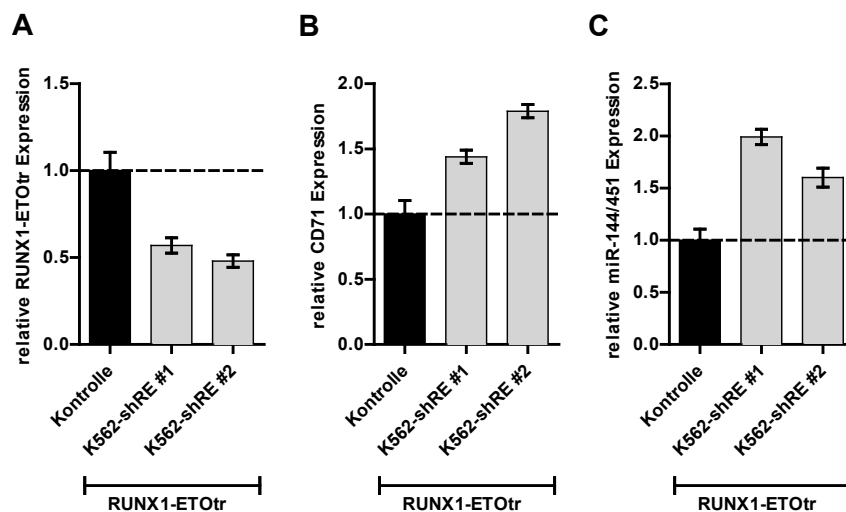 A
relative RUNX1-ETOtr Expression
1.5
1.0
0.5
0.0
Kontrolle
K562-shRE #1
K562-shRE #2
RUNX1-ETOtr
B
relative CD71 Expression
2.0
1.5
1.0
0.5
0.0
Kontrolle
K562-shRE #1
K562-shRE #2
RUNX1-ETOtr
C
relative miR-144/451 Expression
2.5
2.0
1.5
1.0
0.5
0.0
Kontrolle
K562-shRE #1
K562-shRE #2
RUNX1-ETOtr